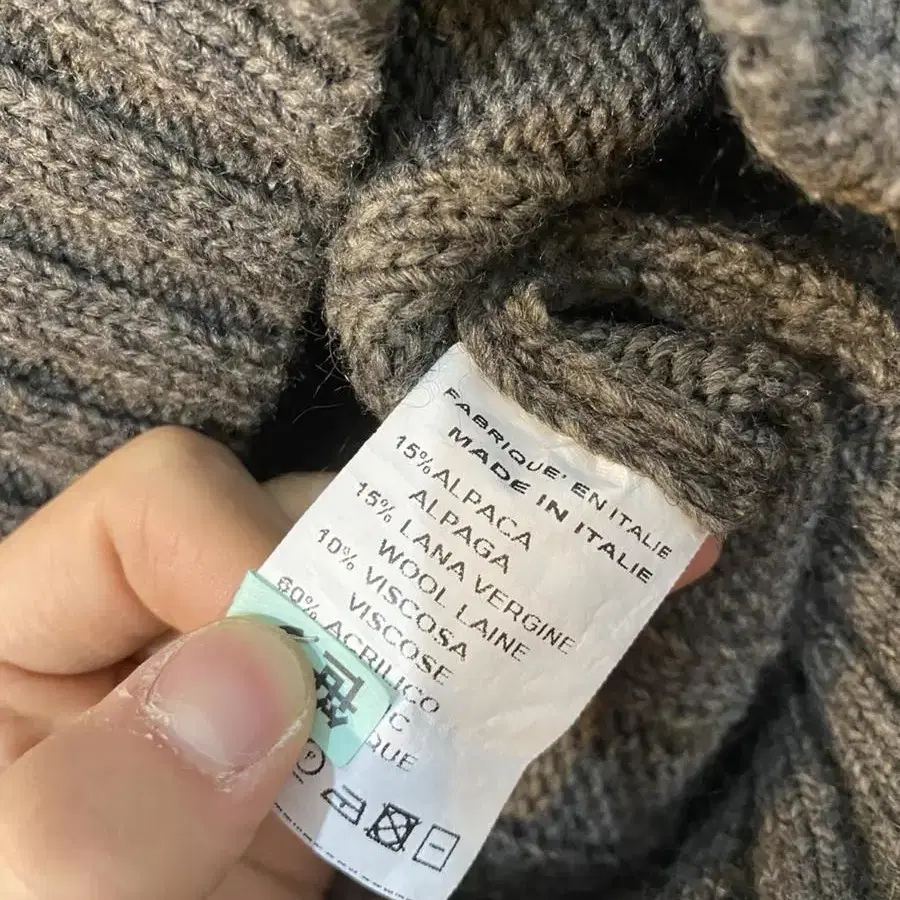 FABRIQUE' EN ITALIE
MADE IN ITALIE
15% ALPACA
ALPAGA
15% LANA VERGINE
WOOL LAINE
10% VISCOSA
VISCOSE
60% ACRILICO
C
QUE
P